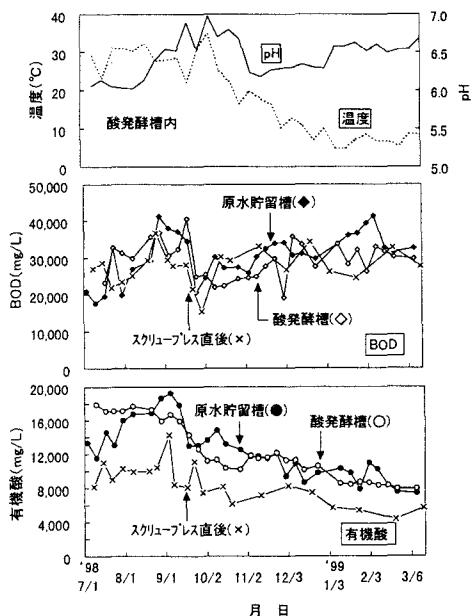 温度(℃)
40
30
20
10
0
酸発酵槽内
pH
温度
7.0
6.5
6.0
5.5
5.0
pH
BOD(mg/L)
50,000
40,000
30,000
20,000
10,000
0
原水貯留槽(◆)
スクリュープレス直後(×)
酸発酵槽(◇)
BOD
有機酸(mg/L)
20,000
16,000
12,000
8,000
4,000
0
原水貯留槽(●)
酸発酵槽(○)
スクリュープレス直後(×)
有機酸
'98
7/1
8/1
9/1
10/2
11/2
12/3
'99
1/3
2/3
3/6
月 日